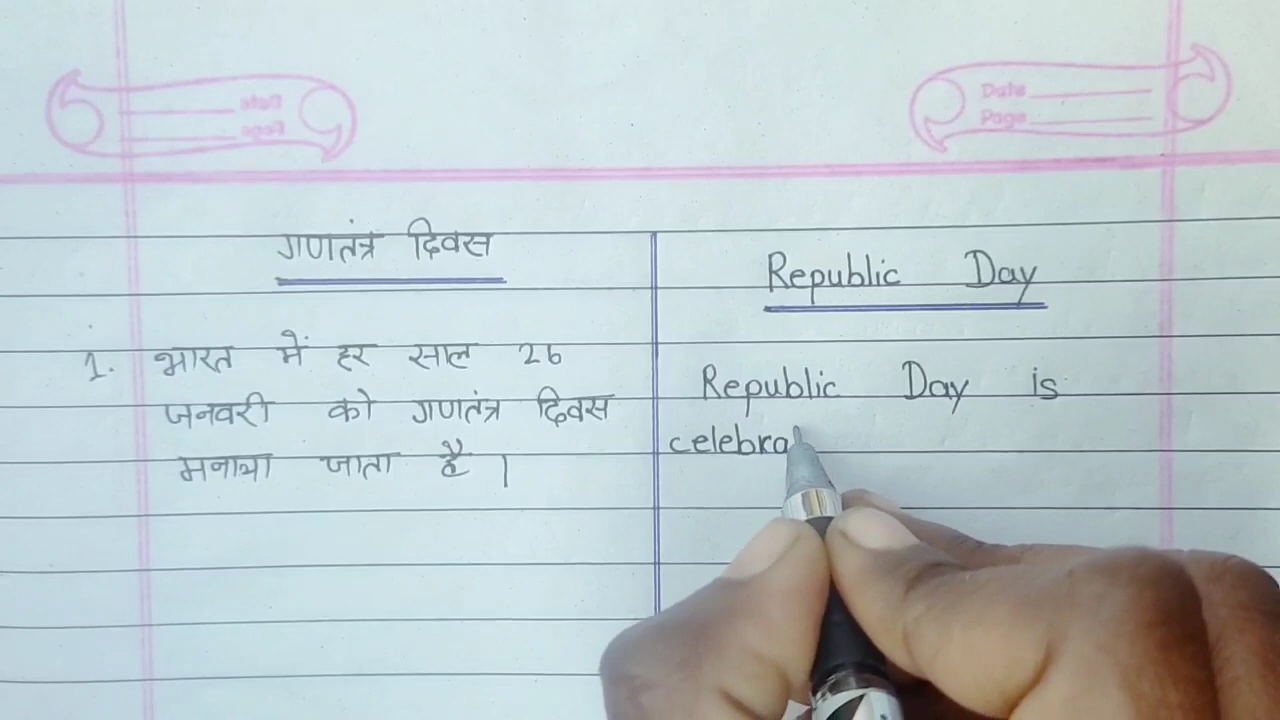 Date
Page
गणतंत्र दिवस
1. भारत में हर साल 26
जनवरी को गणतंत्र दिवस
मनाया जाता है।
Republic Day
Republic Day is
celebra